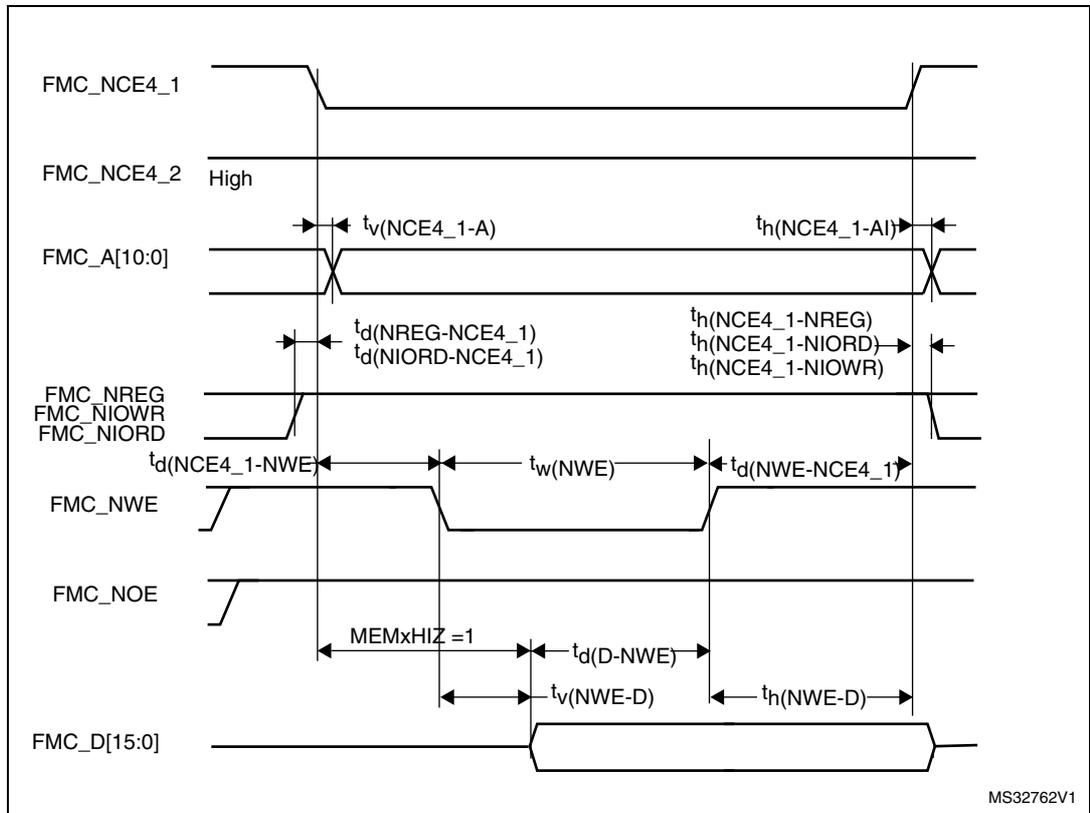 FMC_NCE4_1
FMC_NCE4_2
High
tv(NCE4_1-A)
th(NCE4_1-AI)
FMC_A[10:0]
td(NREG-NCE4_1)
td(NIORD-NCE4_1)
th(NCE4_1-NREG)
th(NCE4_1-NIORD)
th(NCE4_1-NIOWR)
FMC_NREG
FMC_NIOWR
FMC_NIORD
td(NCE4_1-NWE)
tw(NWE)
td(NWE-NCE4_1)
FMC_NWE
FMC_NOE
MEMxHIZ =1
td(D-NWE)
tv(NWE-D)
th(NWE-D)
FMC_D[15:0]
MS32762V1